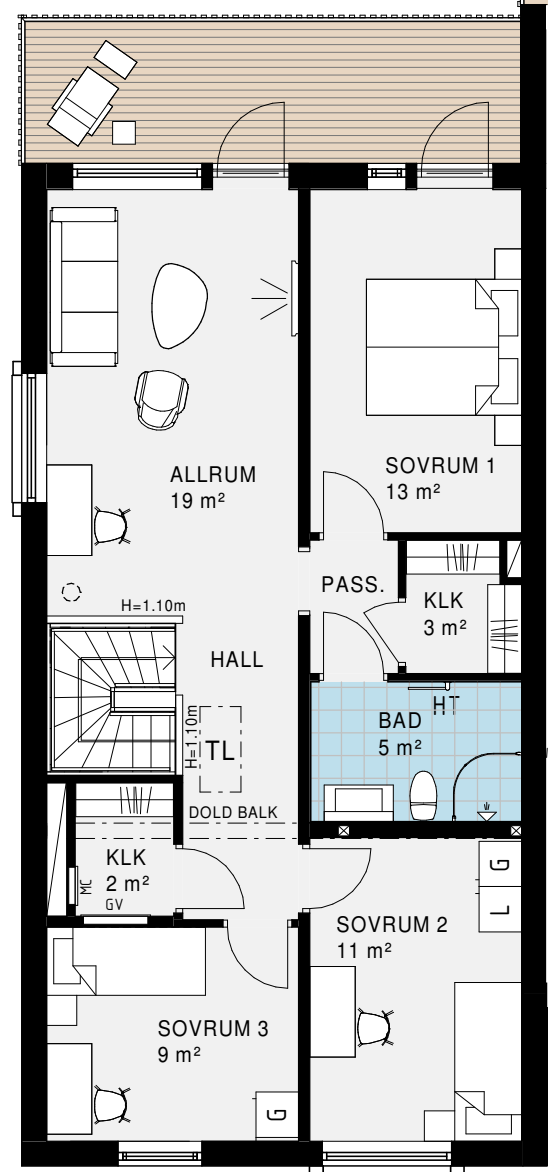 ALLRUM
19 m²
SOVRUM 1
13 m²
PASS.
KLK
3 m²
H=1.10m
HALL
H=1.10m
TL
HT
BAD
5 m²
DOLD BALK
KLK
2 m²
MC
GV
G
L
SOVRUM 2
11 m²
SOVRUM 3
9 m²
G